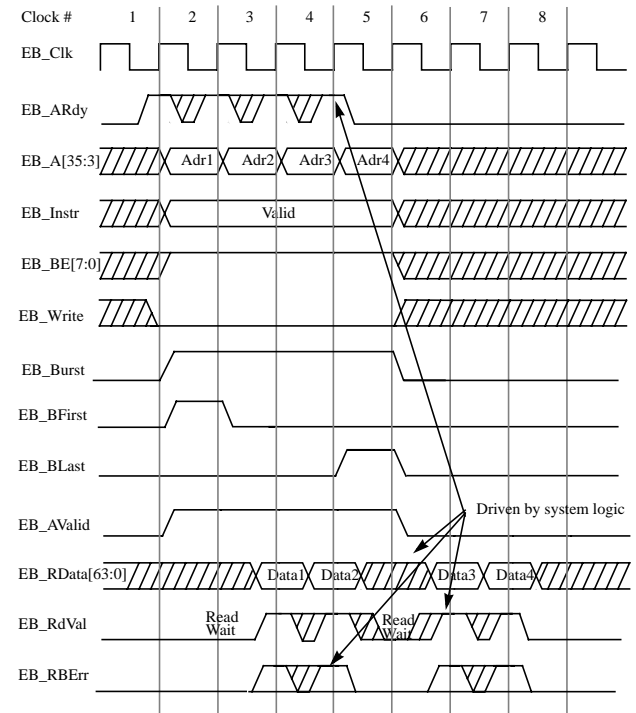 Clock # 1 2 3 4 5 6 7 8
EB_Clk
EB_ARdy
EB_A[35:3] Adr1 Adr2 Adr3 Adr4
EB_Instr Valid
EB_BE[7:0]
EB_Write
EB_Burst
EB_BFirst
EB_BLast
Driven by system logic
EB_AValid
EB_RData[63:0] Data1 Data2 Data3 Data4
EB_RdVal Read Wait Read Wait
EB_RBErr